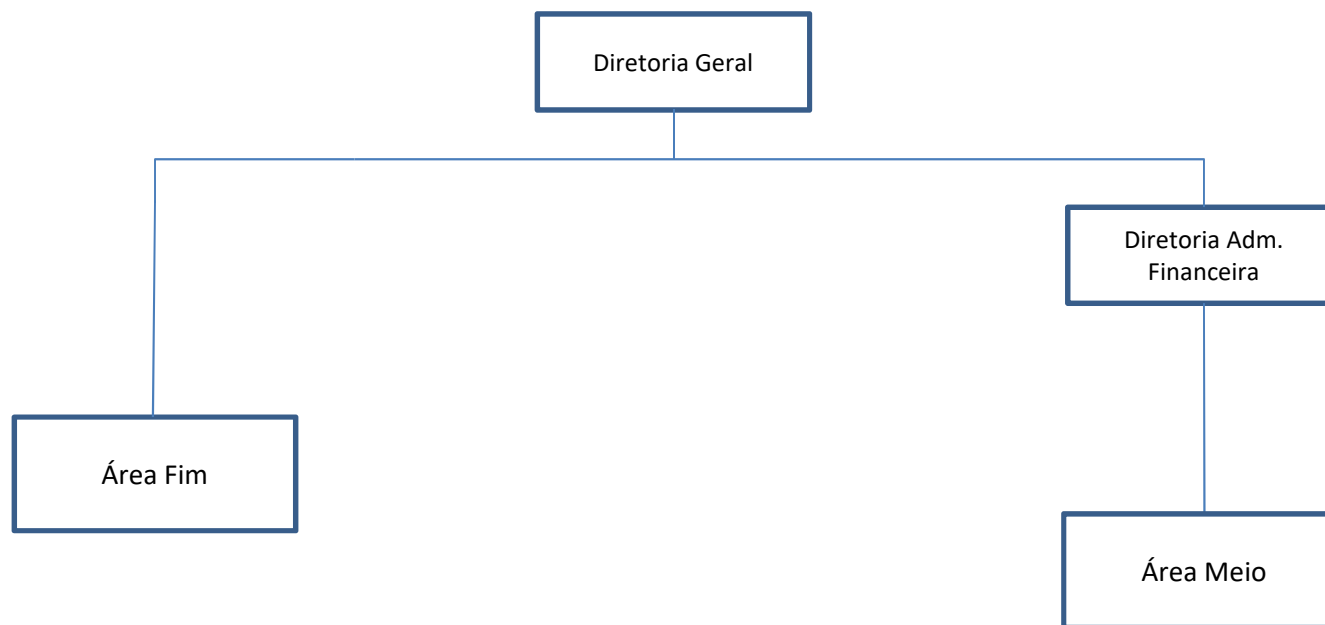 Diretoria Geral
Diretoria Adm.
Financeira
Área Fim
Área Meio